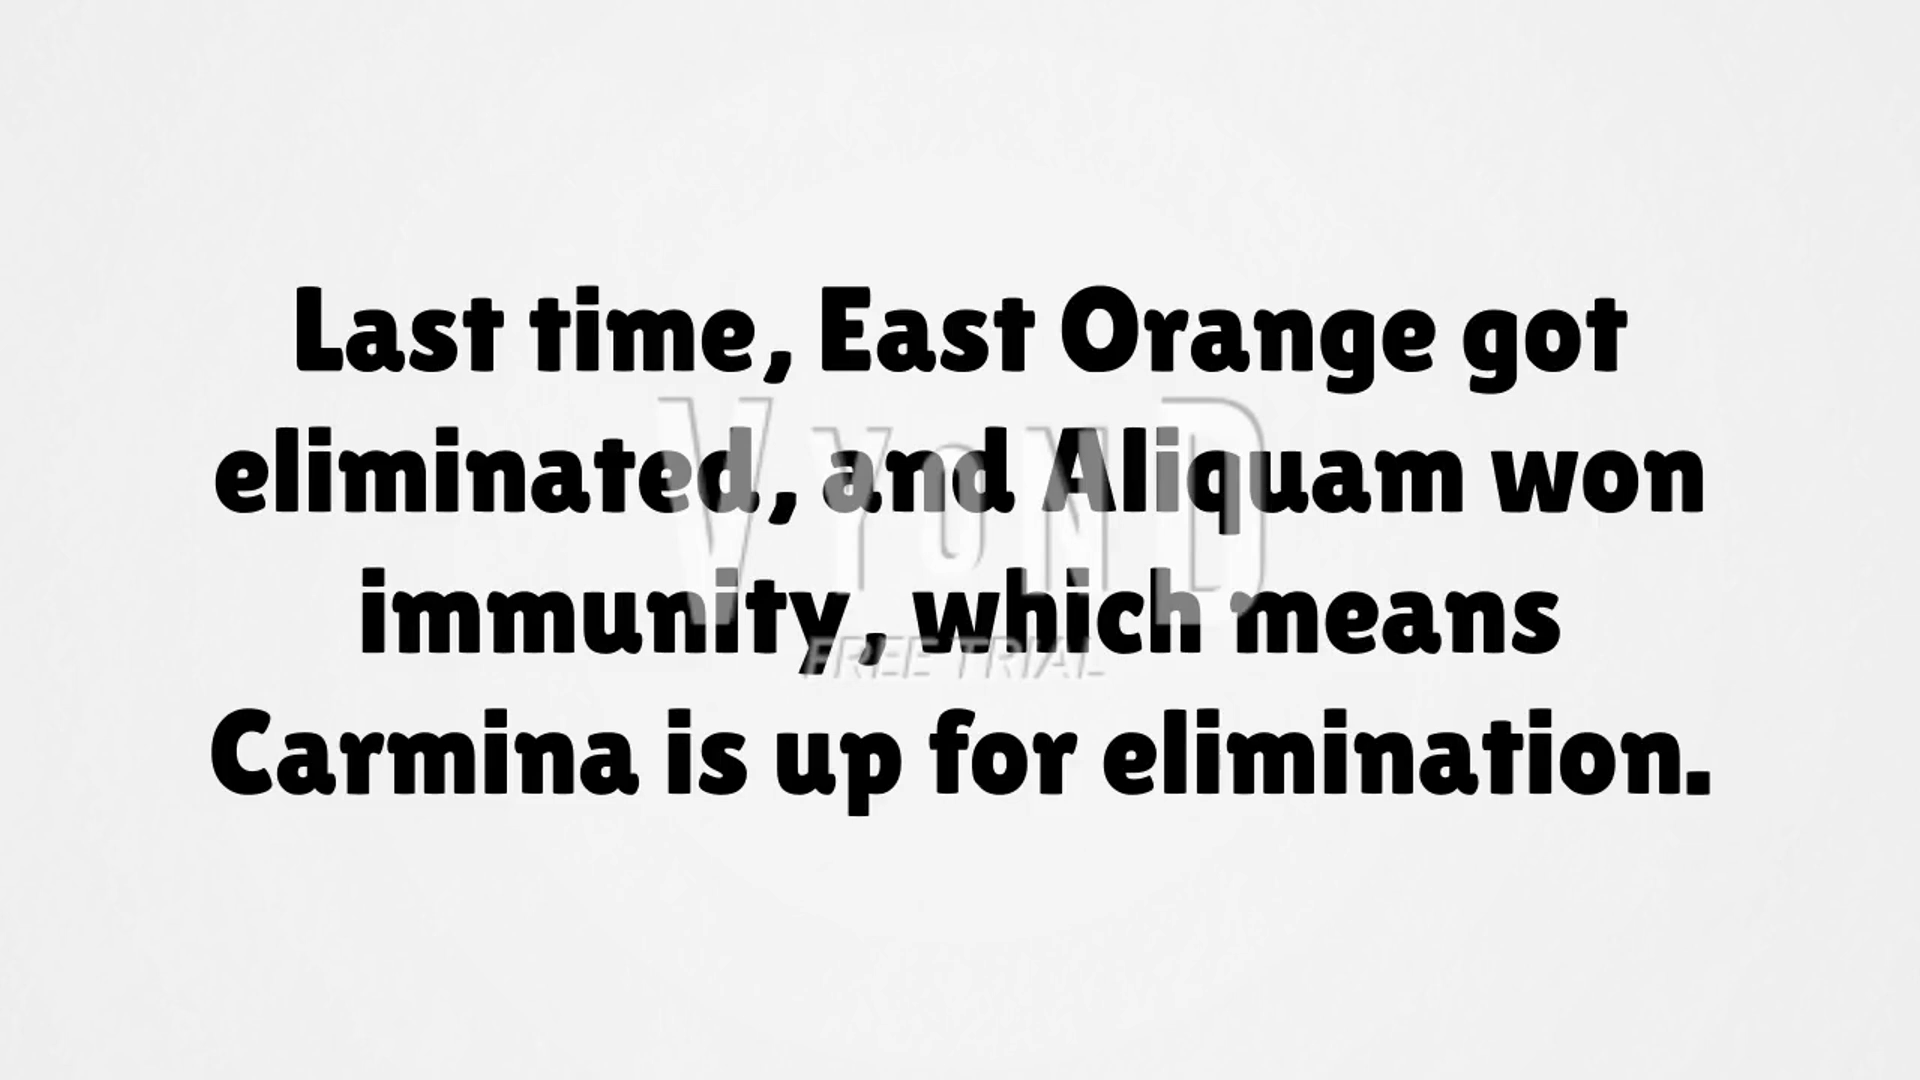 Last time, East Orange got
eliminated, and Aliquam won
immunity, which means
Carmina is up for elimination.
VYOND
FREE TRIAL